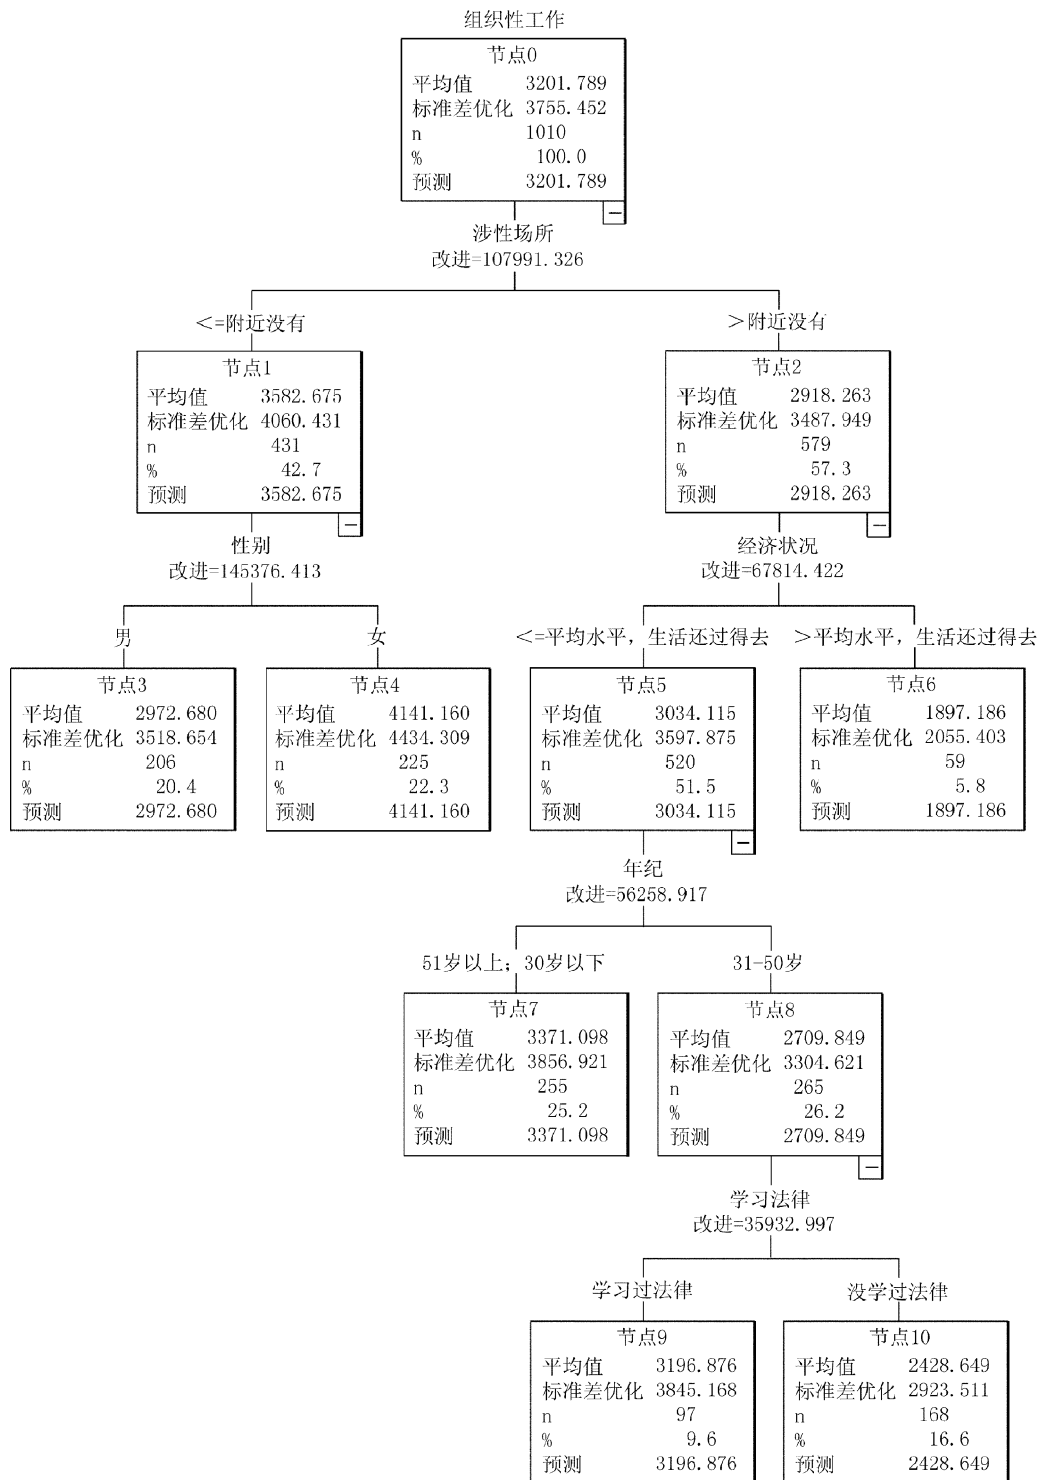 组织性工作
节点0
平均值 3201.789
标准差优化 3755.452
n 1010
% 100.0
预测 3201.789
涉性场所
改进=107991.326
<=附近没有
>附近没有
节点1
平均值 3582.675
标准差优化 4060.431
n 431
% 42.7
预测 3582.675
节点2
平均值 2918.263
标准差优化 3487.949
n 579
% 57.3
预测 2918.263
性别
改进=145376.413
经济状况
改进=67814.422
男
女
<=平均水平，生活还过得去
>平均水平，生活还过得去
节点3
平均值 2972.680
标准差优化 3518.654
n 206
% 20.4
预测 2972.680
节点4
平均值 4141.160
标准差优化 4434.309
n 225
% 22.3
预测 4141.160
节点5
平均值 3034.115
标准差优化 3597.875
n 520
% 51.5
预测 3034.115
节点6
平均值 1897.186
标准差优化 2055.403
n 59
% 5.8
预测 1897.186
年纪
改进=56258.917
51岁以上；30岁以下
31-50岁
节点7
平均值 3371.098
标准差优化 3856.921
n 255
% 25.2
预测 3371.098
节点8
平均值 2709.849
标准差优化 3304.621
n 265
% 26.2
预测 2709.849
学习法律
改进=35932.997
学习过法律
没学过法律
节点9
平均值 3196.876
标准差优化 3845.168
n 97
% 9.6
预测 3196.876
节点10
平均值 2428.649
标准差优化 2923.511
n 168
% 16.6
预测 2428.649